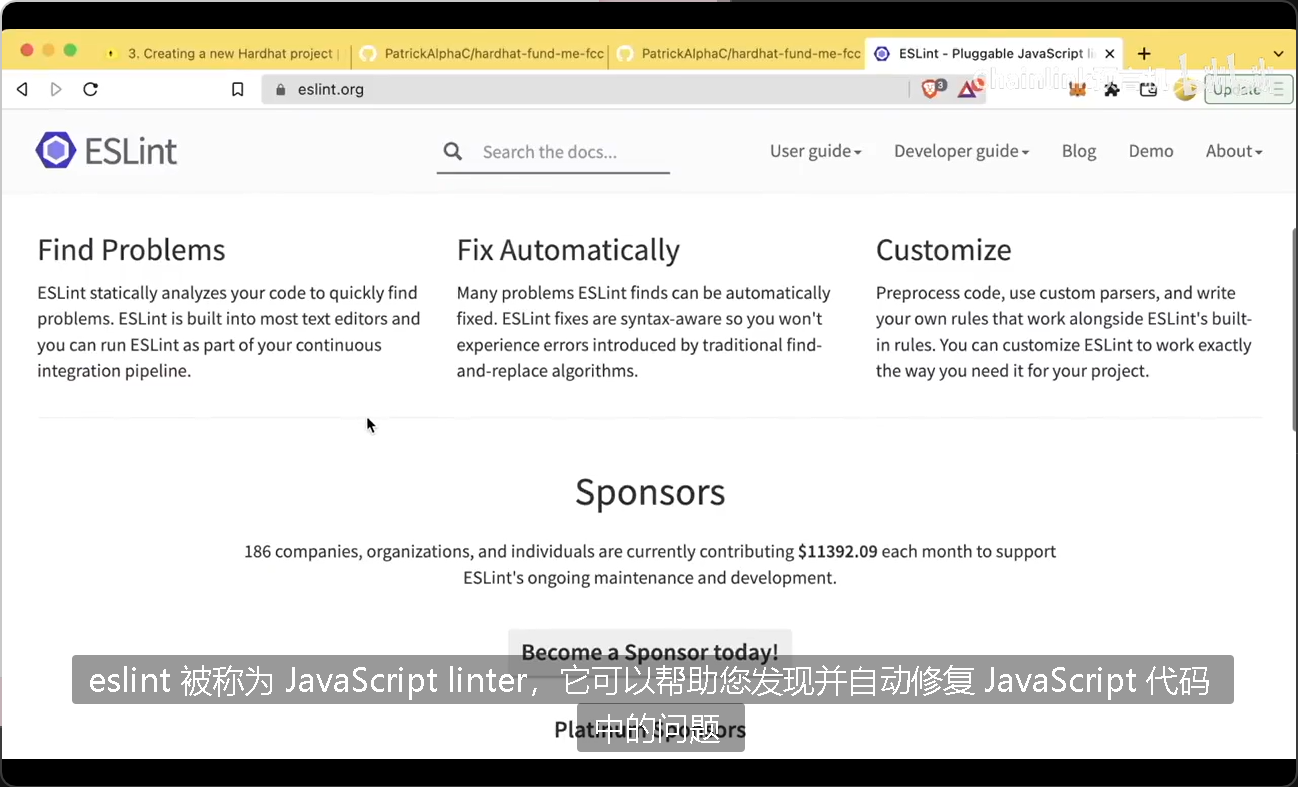 3. Creating a new Hardhat project
PatrickAlphaC/hardhat-fund-me-fcc
PatrickAlphaC/hardhat-fund-me-fcc
ESLint - Pluggable JavaScript li
eslint.org
3
Update
ESLint
Search the docs...
User guide
Developer guide
Blog
Demo
About
Find Problems
ESLint statically analyzes your code to quickly find
problems. ESLint is built into most text editors and
you can run ESLint as part of your continuous
integration pipeline.
Fix Automatically
Many problems ESLint finds can be automatically
fixed. ESLint fixes are syntax-aware so you won't
experience errors introduced by traditional find-
and-replace algorithms.
Customize
Preprocess code, use custom parsers, and write
your own rules that work alongside ESLint's built-
in rules. You can customize ESLint to work exactly
the way you need it for your project.
Sponsors
186 companies, organizations, and individuals are currently contributing $11392.09 each month to support
ESLint's ongoing maintenance and development.
Become a Sponsor today!
eslint 被称为 JavaScript linter，它可以帮助您发现并自动修复 JavaScript 代码
中的问题
Platinum Sponsors